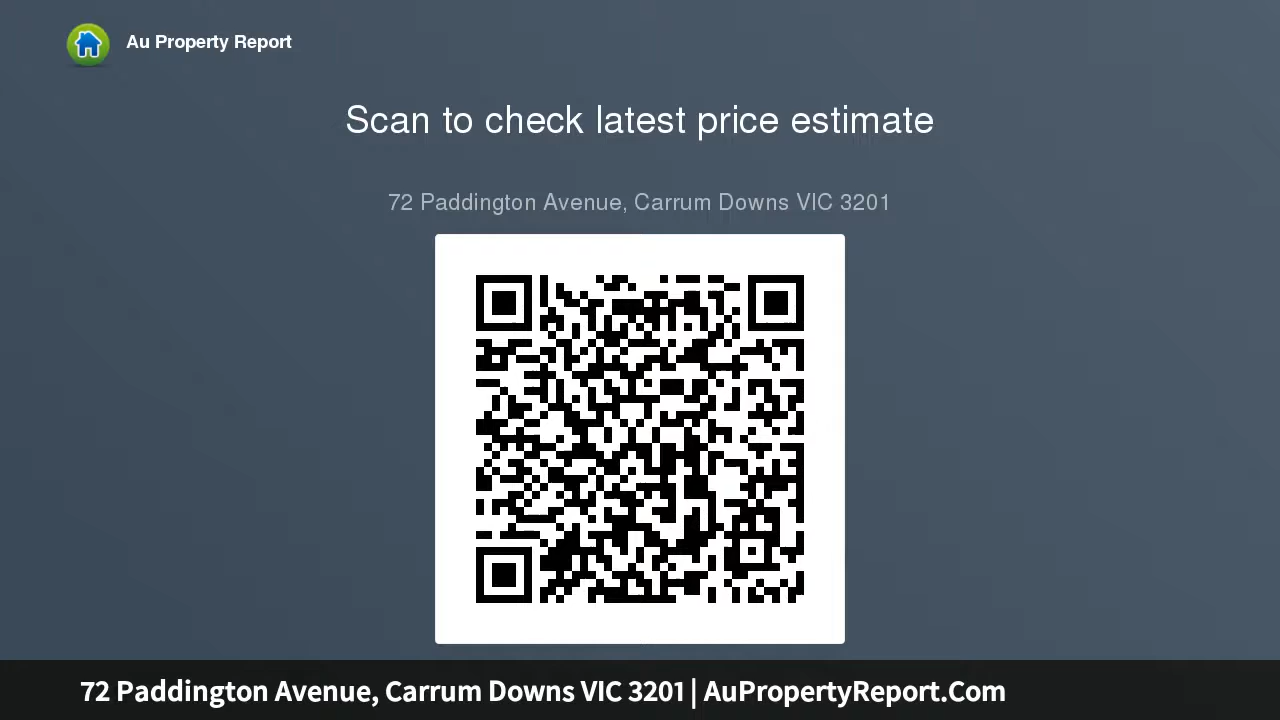 Au Property Report
Scan to check latest price estimate
72 Paddington Avenue, Carrum Downs VIC 3201
72 Paddington Avenue, Carrum Downs VIC 3201 | AuPropertyReport.Com